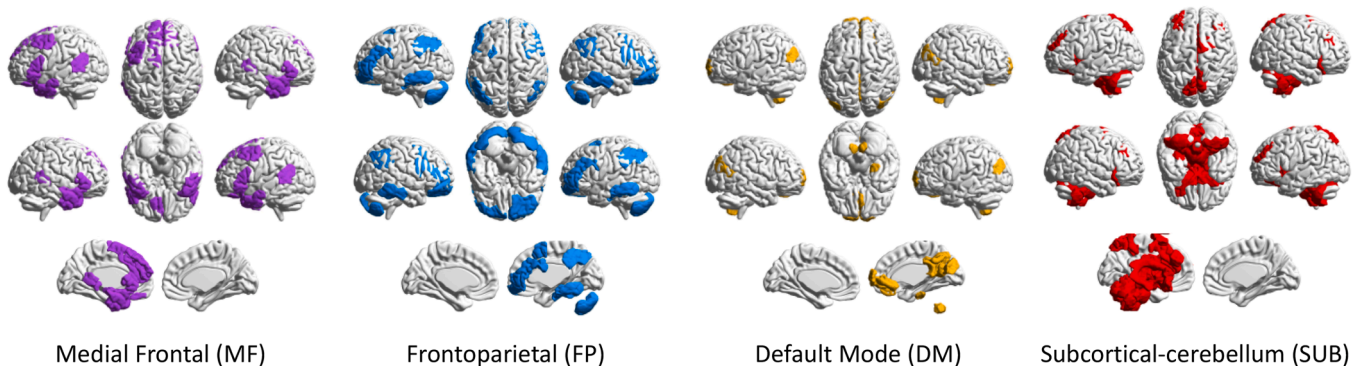 Medial Frontal (MF)
Frontoparietal (FP)
Default Mode (DM)
Subcortical-cerebellum (SUB)